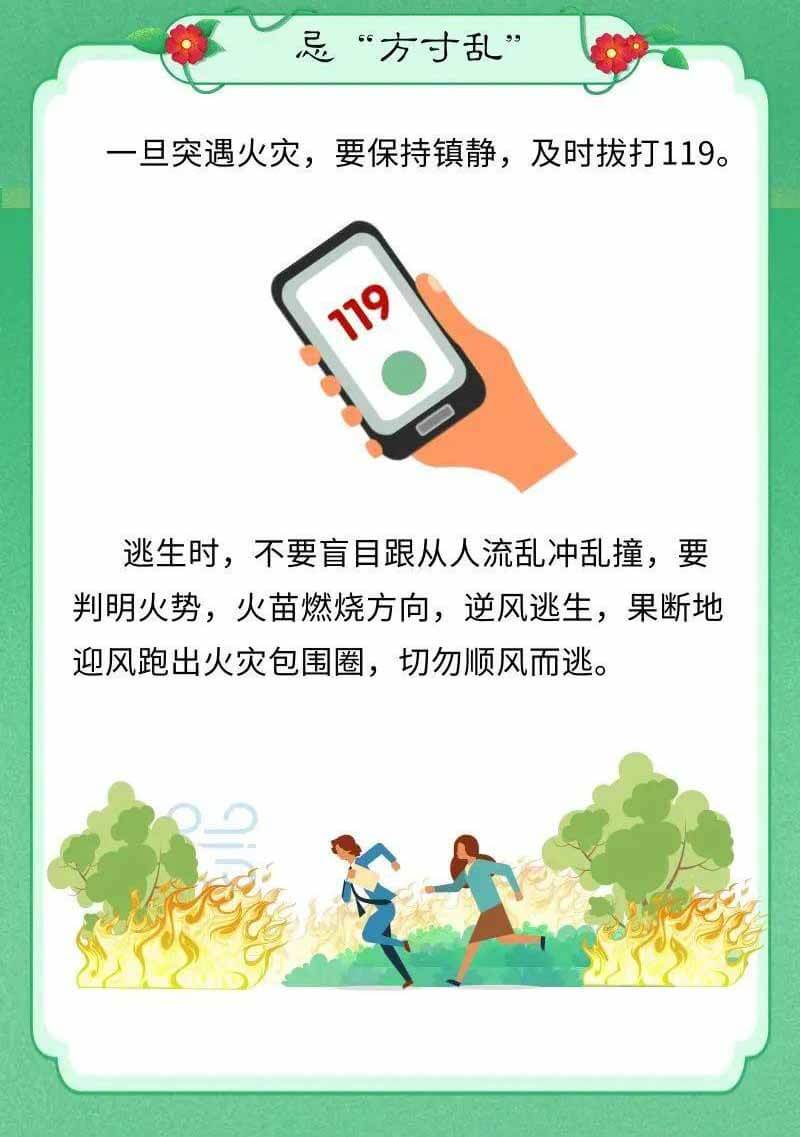 忌“方寸乱”
一旦突遇火灾，要保持镇静，及时拔打119。
119
逃生时，不要盲目跟从人流乱冲乱撞，要
判明火势，火苗燃烧方向，逆风逃生，果断地
迎风跑出火灾包围圈，切勿顺风而逃。